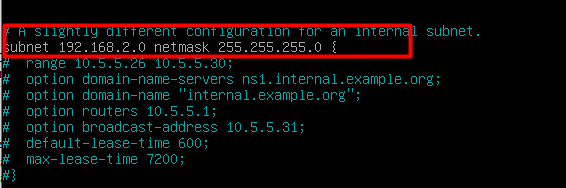 # A slightly different configuration for an internal subnet.
subnet 192.168.2.0 netmask 255.255.255.0 {
#  range 10.5.5.26 10.5.5.30;
#  option domain-name-servers ns1.internal.example.org;
#  option domain-name "internal.example.org";
#  option routers 10.5.5.1;
#  option broadcast-address 10.5.5.31;
#  default-lease-time 600;
#  max-lease-time 7200;
#}